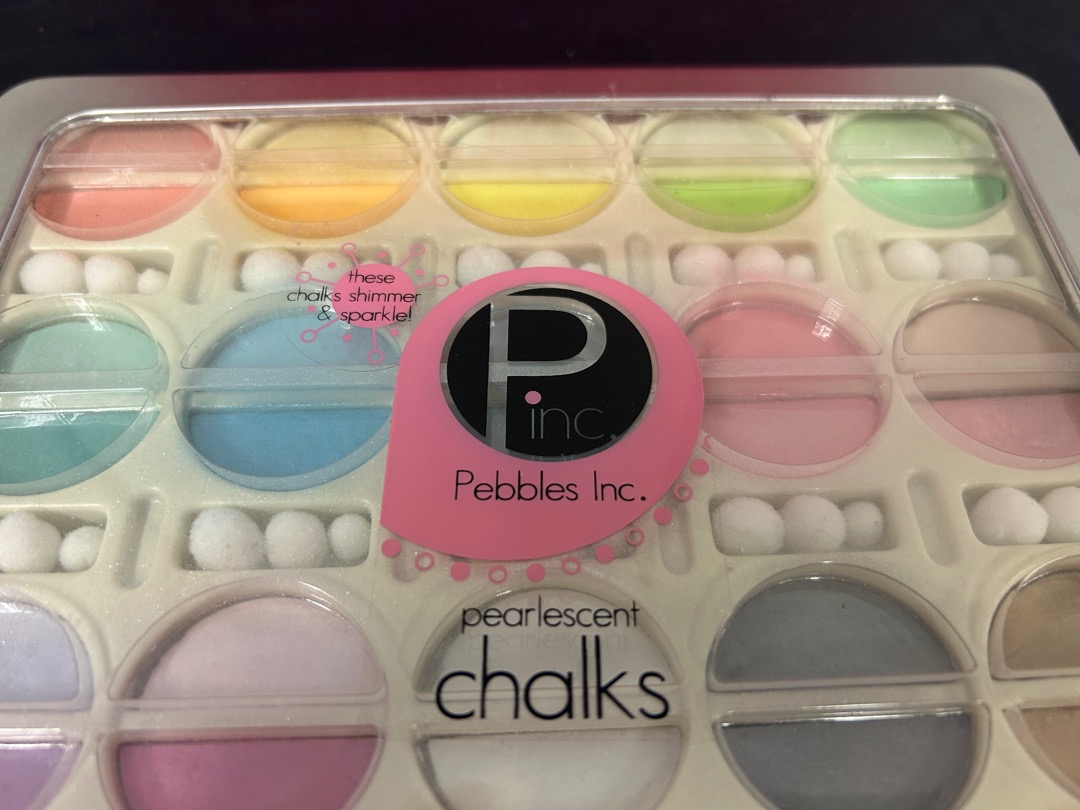 these
chalks shimmer
& sparkle!
P
inc.
Pebbles Inc.
pearlescent
chalks